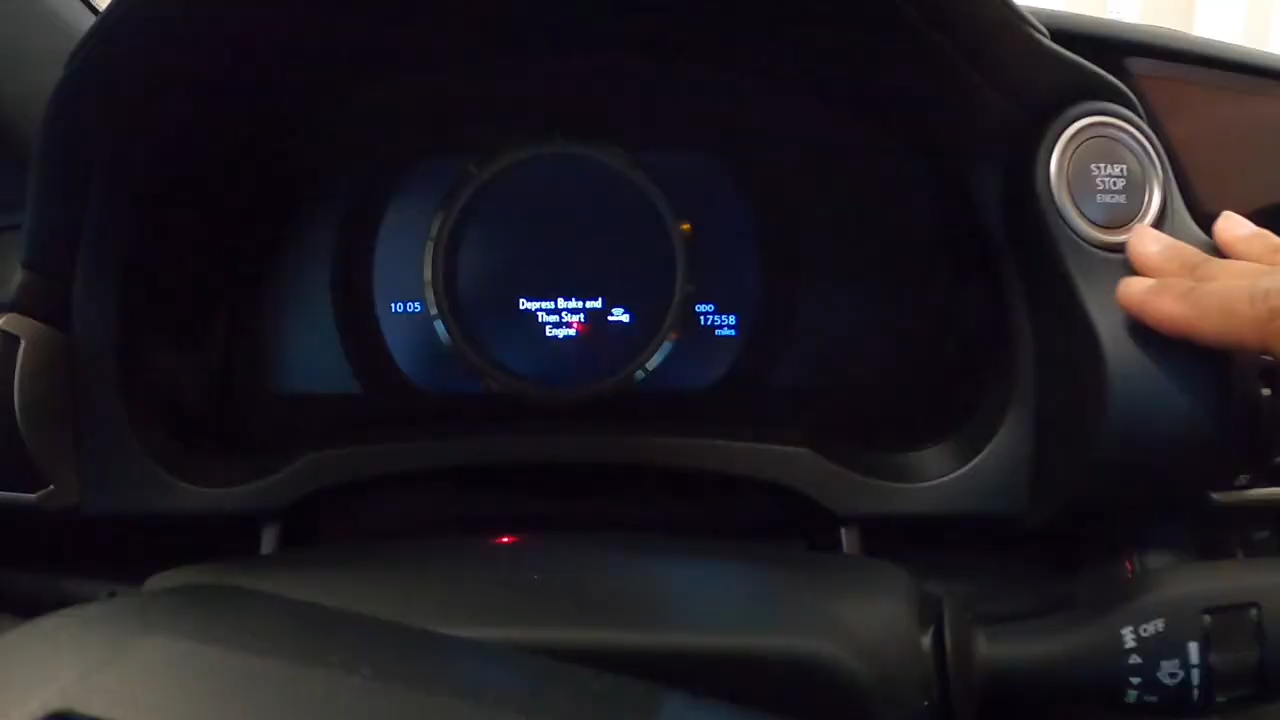 START
STOP
ENGINE
10 05
Depress Brake and
Then Start
Engine
ODO
17558
miles
OFF